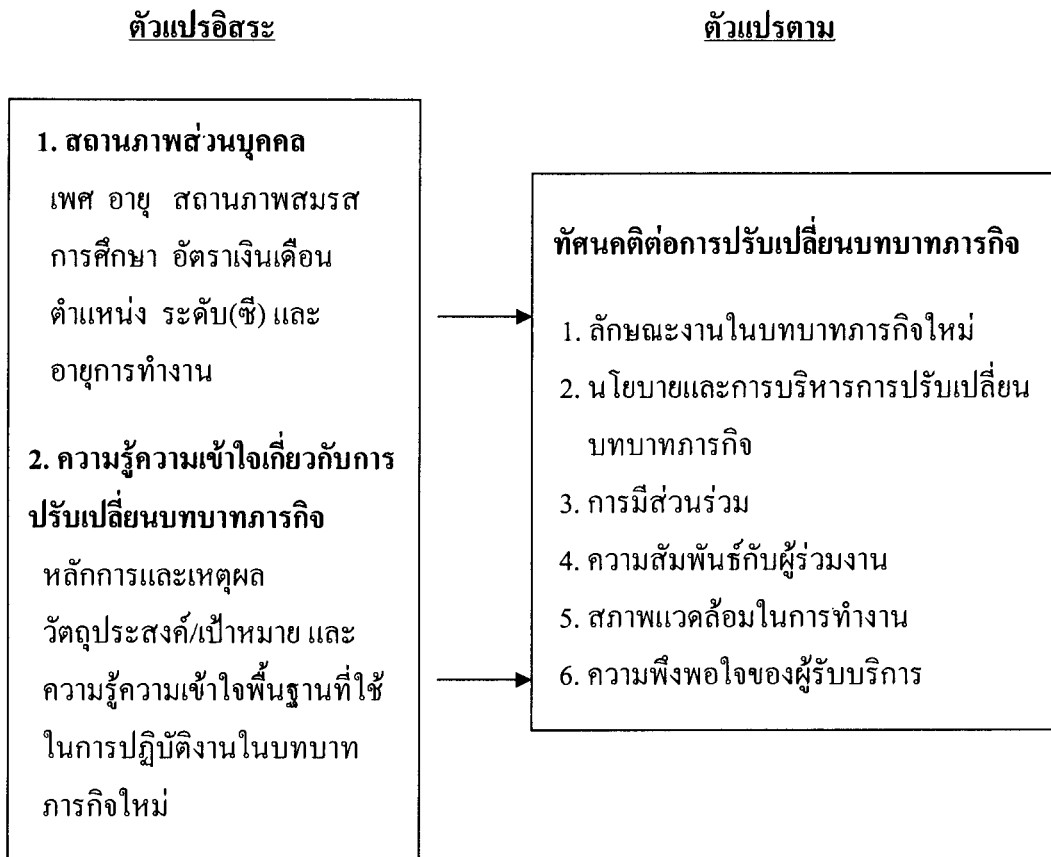 ตัวแปรอิสระ
ตัวแปรตาม
1. สถานภาพส่วนบุคคล
เพศ อายุ สถานภาพสมรส
การศึกษา อัตราเงินเดือน
ตำแหน่ง ระดับ(ซี) และ
อายุการทำงาน
2. ความรู้ความเข้าใจเกี่ยวกับการ
ปรับเปลี่ยนบทบาทภารกิจ
หลักการและเหตุผล
วัตถุประสงค์/เป้าหมาย และ
ความรู้ความเข้าใจพื้นฐานที่ใช้
ในการปฏิบัติงานในบทบาท
ภารกิจใหม่
ทัศนคติต่อการปรับเปลี่ยนบทบาทภารกิจ
1. ลักษณะงานในบทบาทภารกิจใหม่
2. นโยบายและการบริหารการปรับเปลี่ยน
บทบาทภารกิจ
3. การมีส่วนร่วม
4. ความสัมพันธ์กับผู้ร่วมงาน
5. สภาพแวดล้อมในการทำงาน
6. ความพึงพอใจของผู้รับบริการ